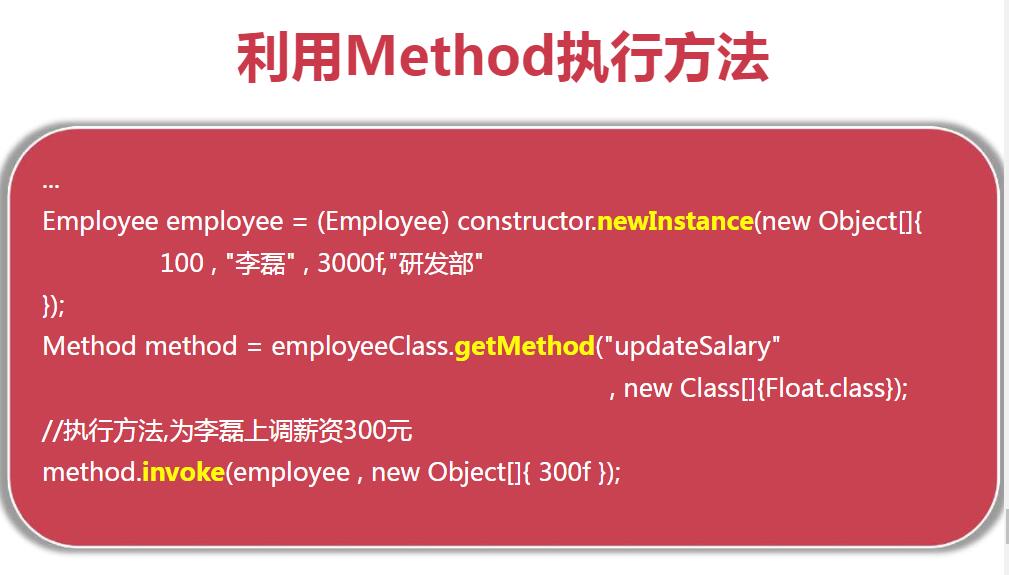 利用Method执行方法
...
Employee employee = (Employee) constructor.newInstance(new Object[]{
100 , "李磊" , 3000f,"研发部"
});
Method method = employeeClass.getMethod("updateSalary"
, new Class[]{Float.class});
//执行方法,为李磊上调薪资300元
method.invoke(employee , new Object[]{ 300f });